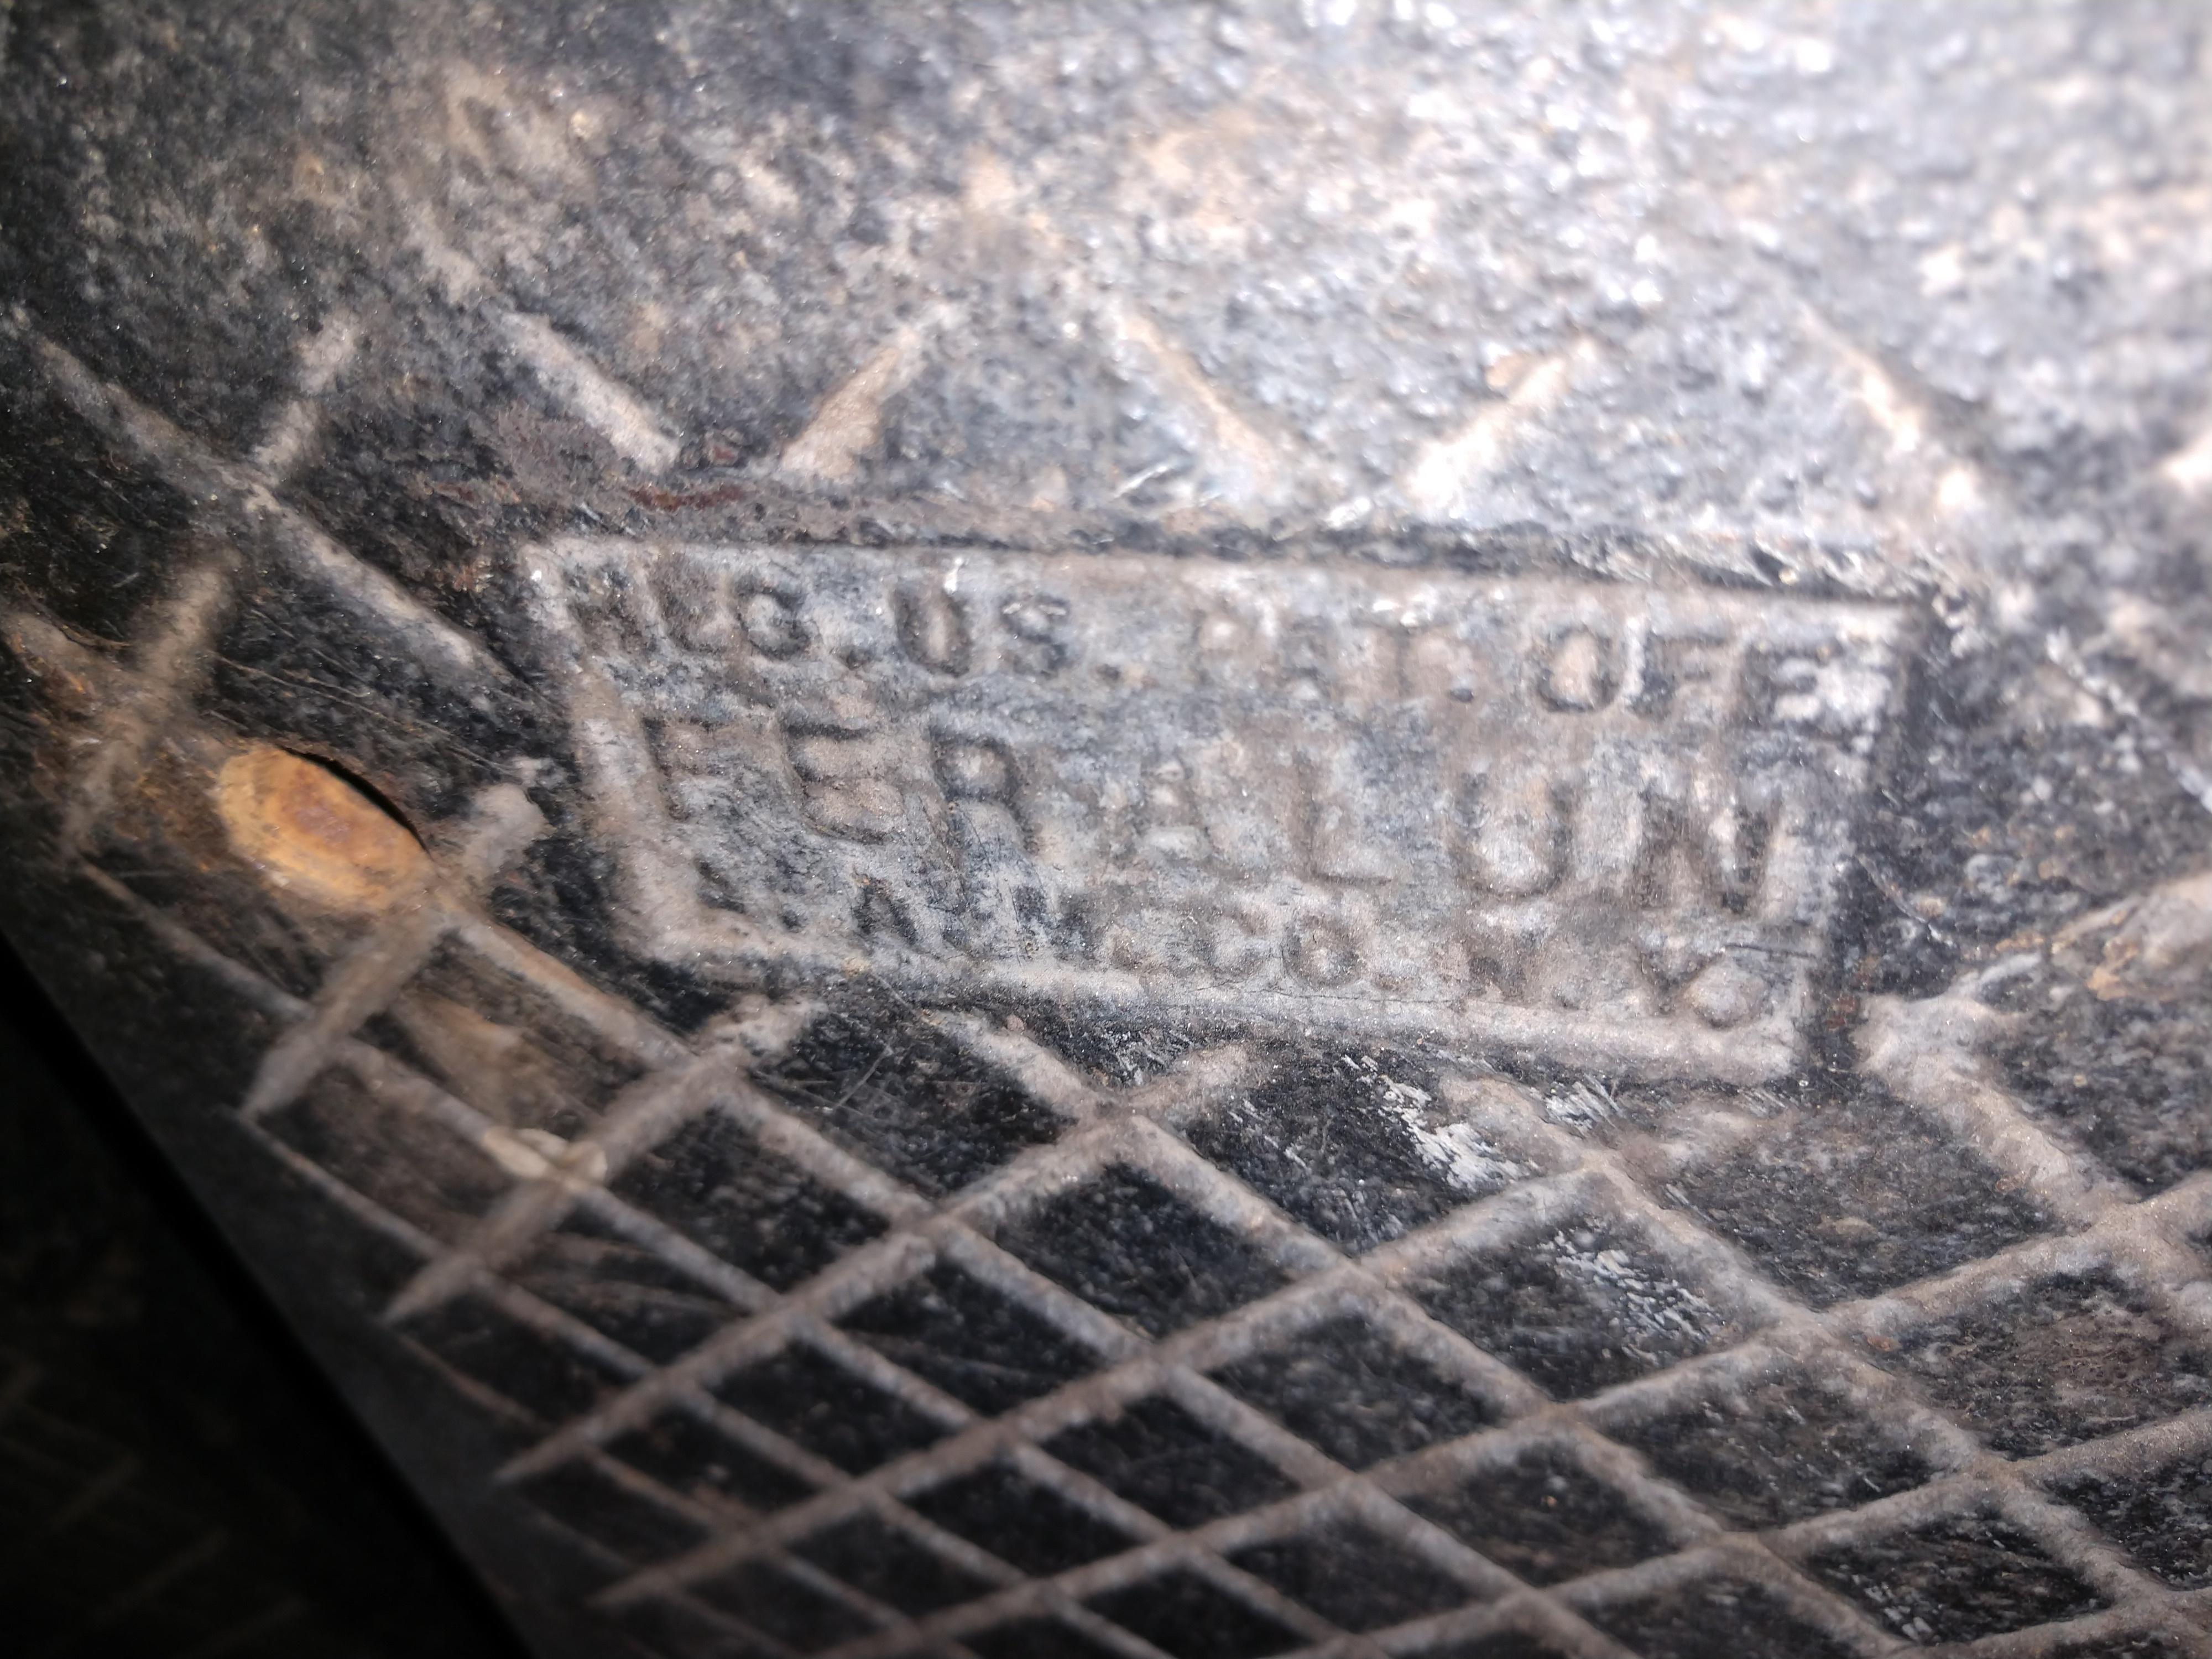 REG. U.S. PAT. OFF
FERALUN
A. A. M. CO. N. Y.